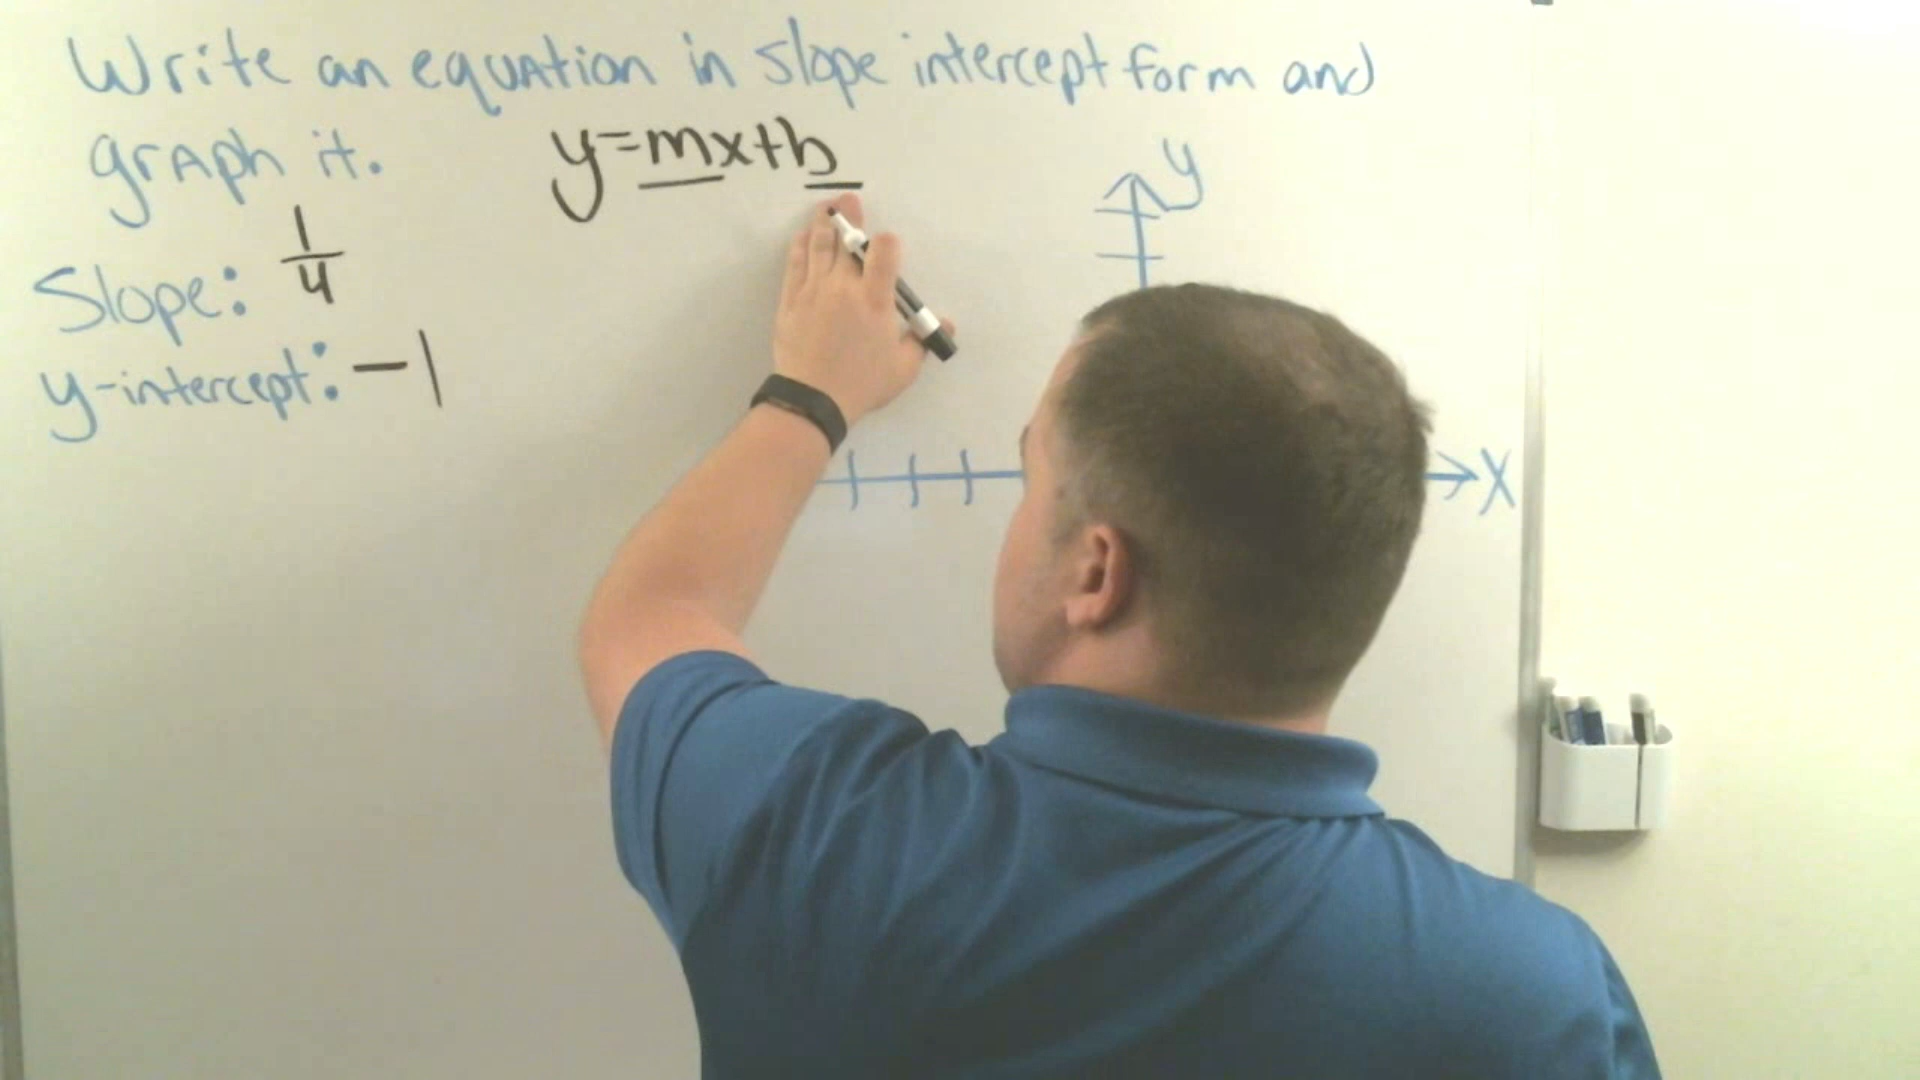 Write an equation in slope intercept form and
graph it.
y=mx+b
y
Slope: 1/4
y-intercept: -1
X